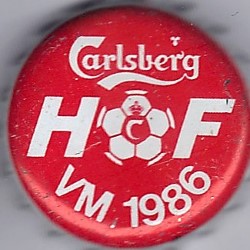 Carlsberg
H F
C
VM 1986